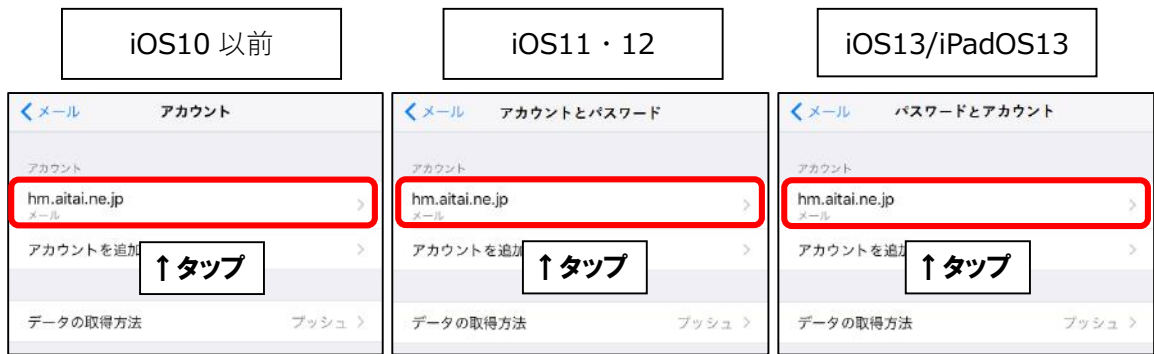 iOS10 以前
iOS11・12
iOS13/iPadOS13
メール アカウント
アカウント
hm.aitai.ne.jp
メール
アカウントを追加
↑タップ
データの取得方法 プッシュ
メール アカウントとパスワード
アカウント
hm.aitai.ne.jp
メール
アカウントを追加
↑タップ
データの取得方法 プッシュ
メール パスワードとアカウント
アカウント
hm.aitai.ne.jp
メール
アカウントを追加
↑タップ
データの取得方法 プッシュ